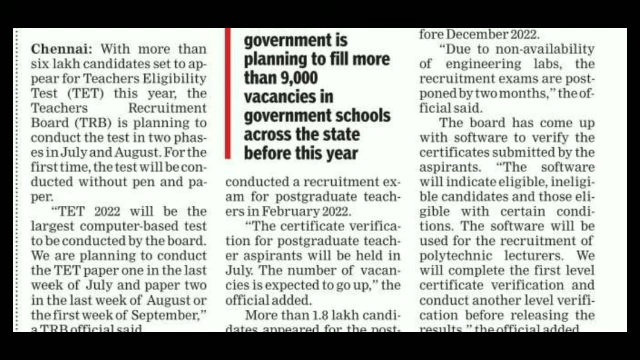 Chennai: With more than
six lakh candidates set to ap-
pear for Teachers Eligibility
Test (TET) this year, the
Teachers Recruitment
Board (TRB) is planning to
conduct the test in two phas-
es in July and August. For the
first time, the test will be con-
ducted without pen and pa-
per.
"TET 2022 will be the
largest computer-based test
to be conducted by the board.
We are planning to conduct
the TET paper one in the last
week of July and paper two
in the last week of August or
the first week of September,"
a TRB official said.
government is
planning to fill more
than 9,000
vacancies in
government schools
across the state
before this year
conducted a recruitment ex-
am for postgraduate teach-
ers in February 2022.
"The certificate verifica-
tion for postgraduate teach-
er aspirants will be held in
July. The number of vacan-
cies is expected to go up," the
official added.
More than 1.8 lakh candi-
dates appeared for the post-
fore December 2022.
"Due to non-availability
of engineering labs, the
recruitment exams are post-
poned by two months," the of-
ficial said.
The board has come up
with software to verify the
certificates submitted by the
aspirants. "The software
will indicate eligible, ineligi-
ble candidates and those eli-
gible with certain condi-
tions. The software will be
used for the recruitment of
polytechnic lecturers. We
will complete the first level
certificate verification and
conduct another level verifi-
cation before releasing the
results," the official added.